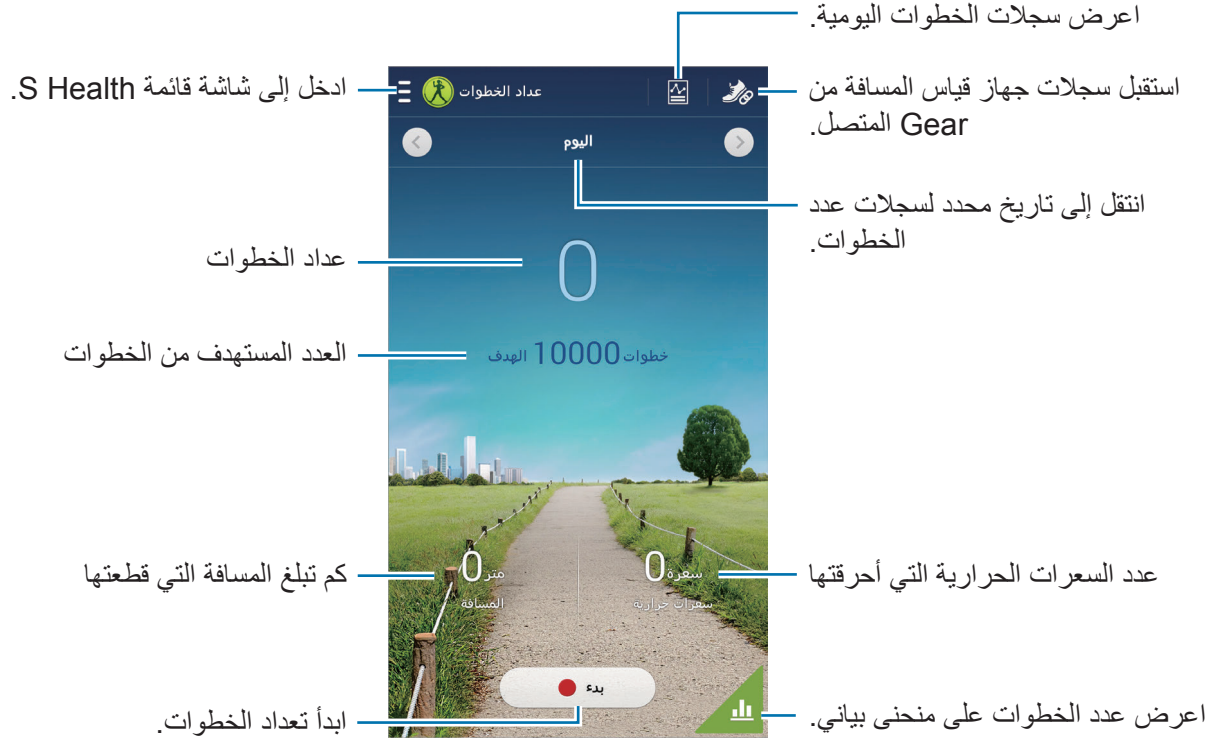 اعرض سجلات الخطوات اليومية.
ادخل إلى شاشة قائمة S Health.
عداد الخطوات
استقبل سجلات جهاز قياس المسافة من
Gear المتصل.
اليوم
انتقل إلى تاريخ محدد لسجلات عدد
الخطوات.
عداد الخطوات
0
العدد المستهدف من الخطوات
خطوات 10000 الهدف
كم تبلغ المسافة التي قطعتها
متر 0
المسافة
سعرة 0
سعرات حرارية
عدد السعرات الحرارية التي أحرقتها
بدء
ابدأ تعداد الخطوات.
اعرض عدد الخطوات على منحنى بياني.